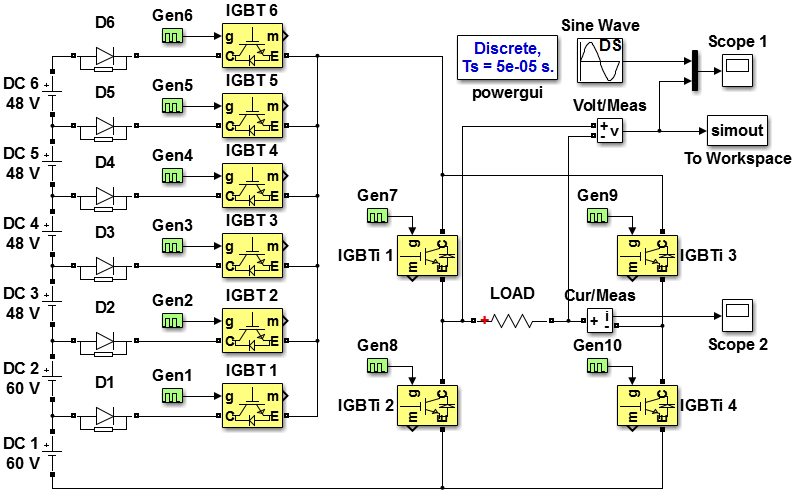 D6
Gen6
IGBT 6
g
m
C
E
DC 6
48 V
D5
Gen5
IGBT 5
g
m
C
E
DC 5
48 V
D4
Gen4
IGBT 4
g
m
C
E
DC 4
48 V
D3
Gen3
IGBT 3
g
m
C
E
DC 3
48 V
D2
Gen2
IGBT 2
g
m
C
E
DC 2
60 V
D1
Gen1
IGBT 1
g
m
C
E
DC 1
60 V
Discrete,
Ts = 5e-05 s.
powergui
Sine Wave
DS
Scope 1
Volt/Meas
+
-
v
simout
To Workspace
Gen7
g
C
m
E
IGBTi 1
Gen9
g
C
m
E
IGBTi 3
LOAD
+
Cur/Meas
+
i
-
Scope 2
Gen8
g
C
m
E
IGBTi 2
Gen10
g
C
m
E
IGBTi 4